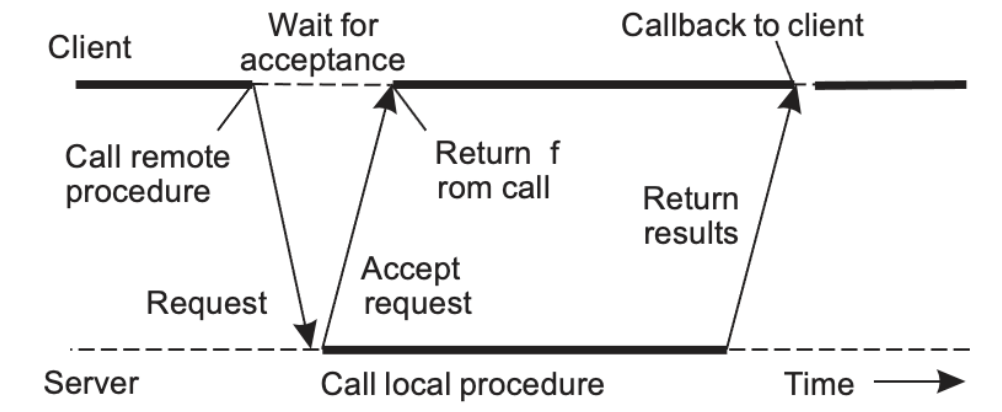 Client
Wait for
acceptance
Callback to client
Call remote
procedure
Return f
rom call
Return
results
Accept
request
Request
Server
Call local procedure
Time